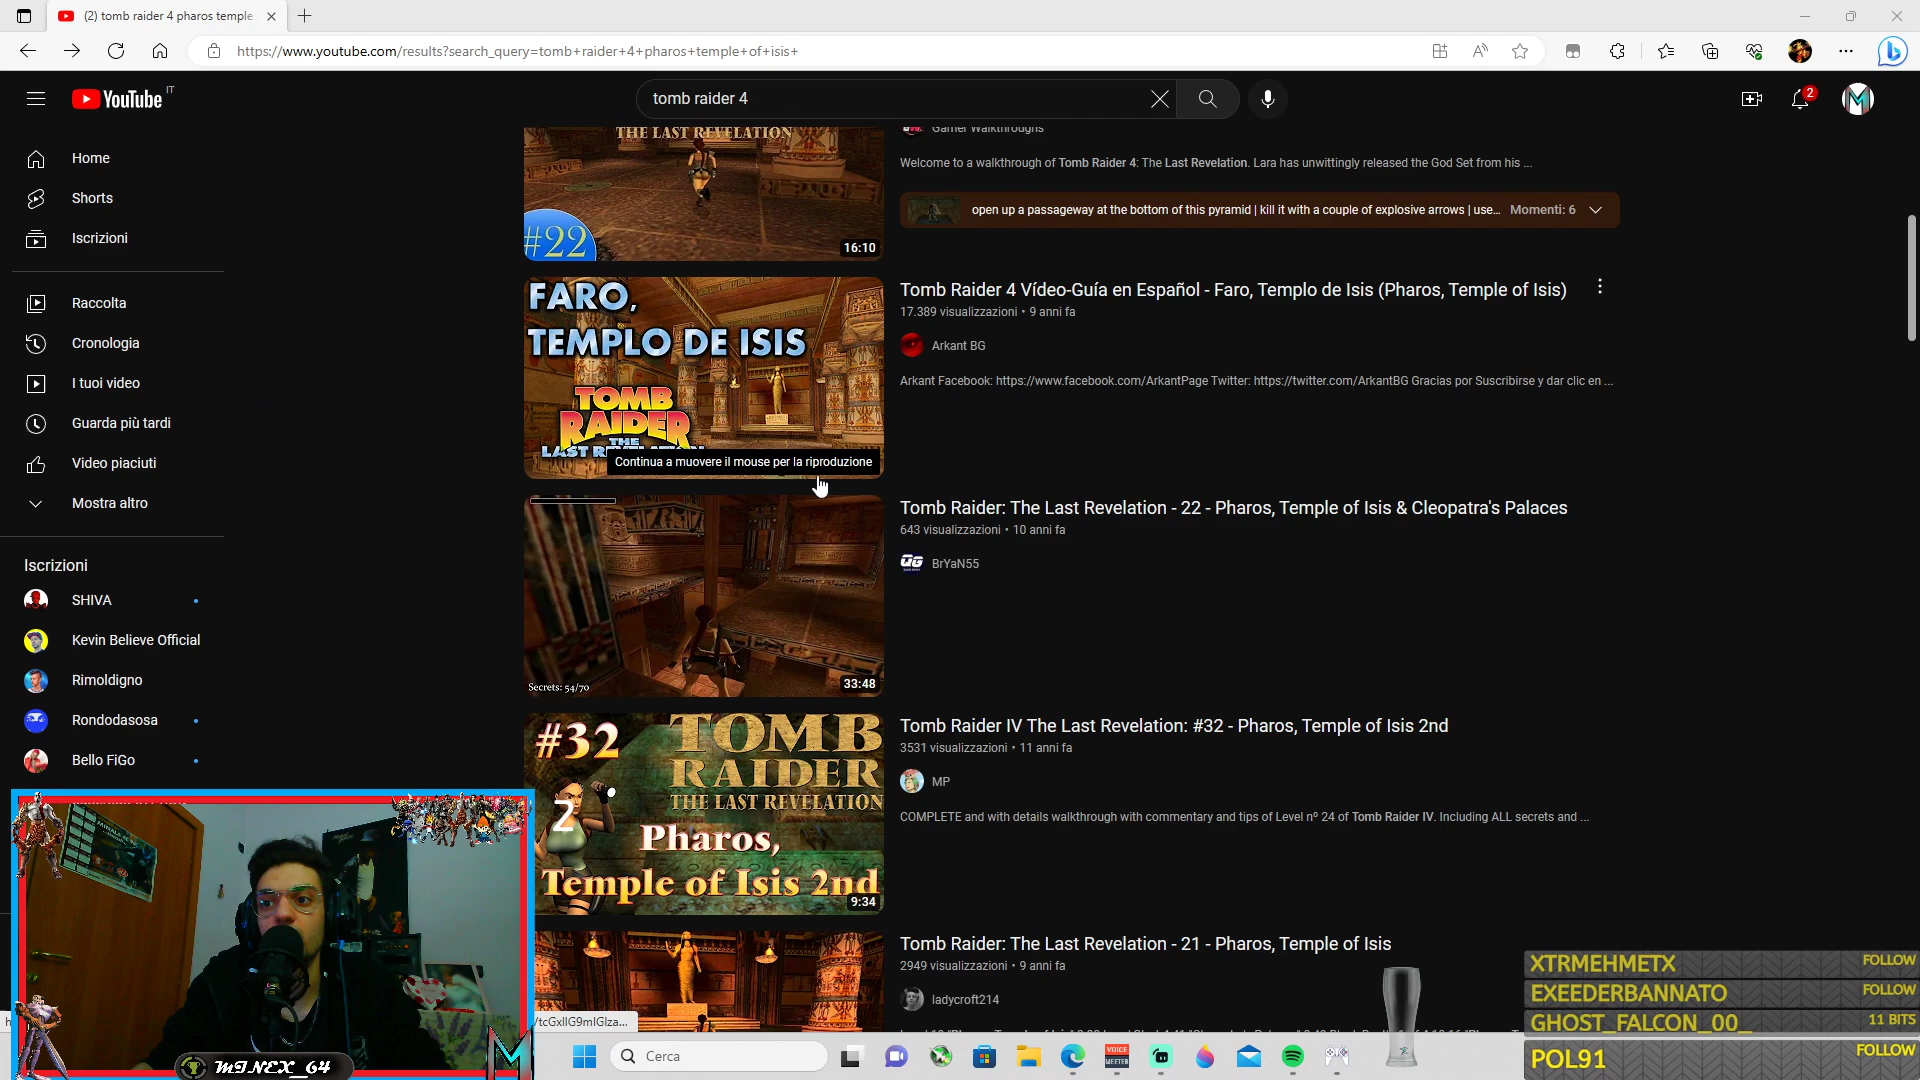 (2) tomb raider 4 pharos temple
https://www.youtube.com/results?search_query=tomb+raider+4+pharos+temple+of+isis+
YouTube IT
tomb raider 4
2
Home
Shorts
Iscrizioni
Raccolta
Cronologia
I tuoi video
Guarda più tardi
Video piaciuti
Mostra altro
Iscrizioni
SHIVA
Kevin Believe Official
Rimoldigno
Rondodasosa
Bello FiGo
THE LAST REVELATION
#22
16:10
Gamer Walkthroughs
Welcome to a walkthrough of Tomb Raider 4: The Last Revelation. Lara has unwittingly released the God Set from his ...
open up a passageway at the bottom of this pyramid | kill it with a couple of explosive arrows | use... Momenti: 6
FARO,
TEMPLO DE ISIS
TOMB
RAIDER
THE
Continua a muovere il mouse per la riproduzione
Tomb Raider 4 Vídeo-Guía en Español - Faro, Templo de Isis (Pharos, Temple of Isis)
17.389 visualizzazioni • 9 anni fa
Arkant BG
Arkant Facebook: https://www.facebook.com/ArkantPage Twitter: https://twitter.com/ArkantBG Gracias por Suscribirse y dar clic en ...
Secrets: 54/70
33:48
Tomb Raider: The Last Revelation - 22 - Pharos, Temple of Isis & Cleopatra's Palaces
643 visualizzazioni • 10 anni fa
BrYaN55
#32
TOMB
RAIDER
THE LAST REVELATION
2
Pharos,
Temple of Isis 2nd
9:34
Tomb Raider IV The Last Revelation: #32 - Pharos, Temple of Isis 2nd
3531 visualizzazioni • 11 anni fa
MP
COMPLETE and with details walkthrough with commentary and tips of Level nº 24 of Tomb Raider IV. Including ALL secrets and ...
Tomb Raider: The Last Revelation - 21 - Pharos, Temple of Isis
2949 visualizzazioni • 9 anni fa
ladycroft214
/tcGxIlG9mIGlza...
MINEX_64
Cerca
VOICE
MEETER
XTRMEHMETX FOLLOW
EXEEDERBANNATO FOLLOW
GHOST_FALCON_00_ 11 BITS
POL91 FOLLOW